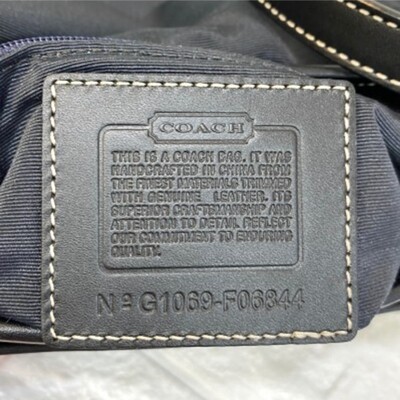 COACH
THIS IS A COACH BAG. IT WAS
HANDCRAFTED IN CHINA FROM
THE FINEST MATERIALS TRIMMED
WITH GENUINE LEATHER. ITS
SUPERIOR CRAFTSMANSHIP AND
ATTENTION TO DETAIL REFLECT
OUR COMMITMENT TO ENDURING
QUALITY.
Nº G1069-F06844